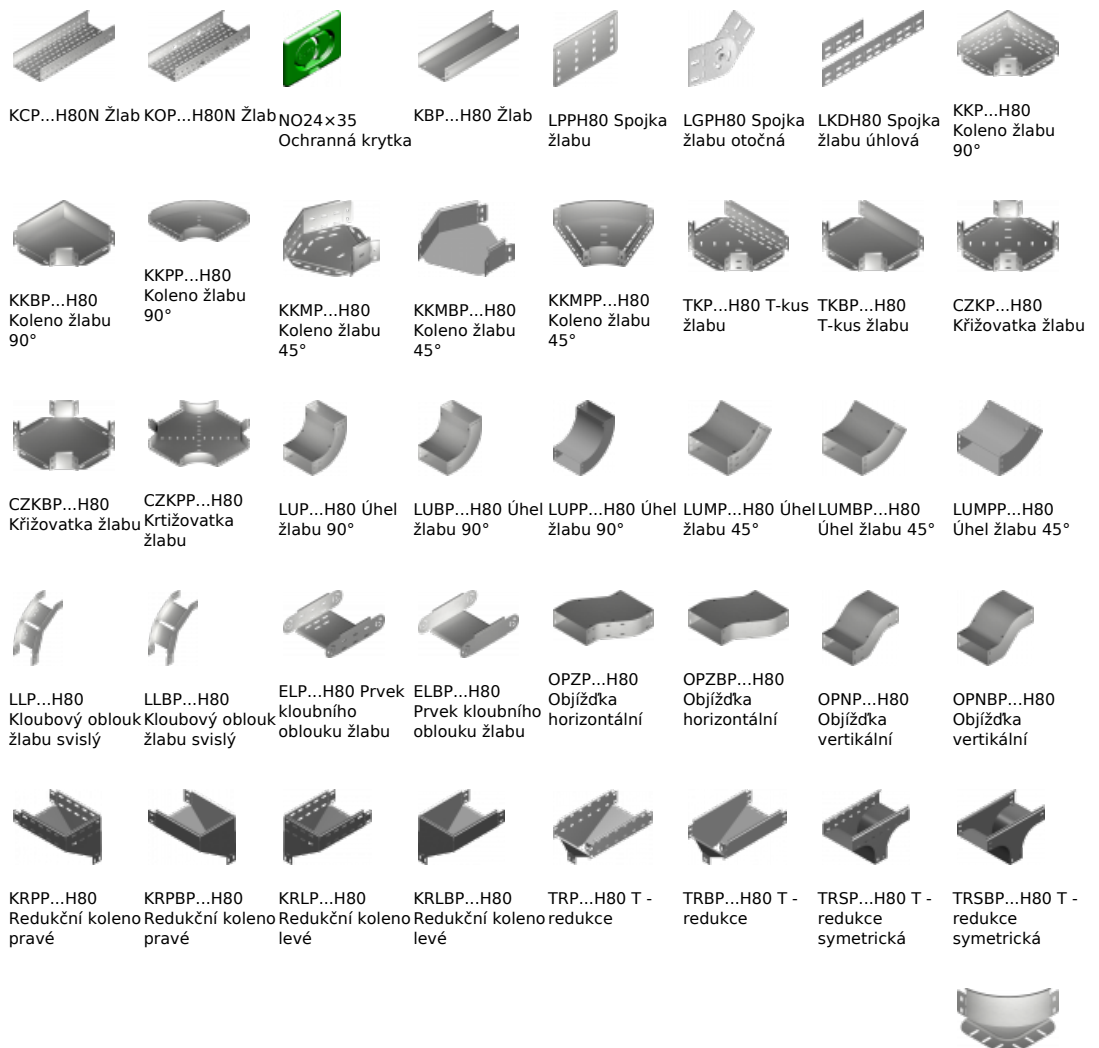 KCP...H80N Žlab
KOP...H80N Žlab
NO24×35
Ochranná krytka
KBP...H80 Žlab
LPPH80 Spojka
žlabu
LGPH80 Spojka
žlabu otočná
LKDH80 Spojka
žlabu úhlová
KKP...H80
Koleno žlabu
90°
KKBP...H80
Koleno žlabu
90°
KKPP...H80
Koleno žlabu
90°
KKMP...H80
Koleno žlabu
45°
KKMBP...H80
Koleno žlabu
45°
KKMPP...H80
Koleno žlabu
45°
TKP...H80 T-kus
žlabu
TKBP...H80
T-kus žlabu
CZKP...H80
Křižovatka žlabu
CZKBP...H80
Křižovatka žlabu
CZKPP...H80
Krtižovatka
žlabu
LUP...H80 Úhel
žlabu 90°
LUBP...H80 Úhel
žlabu 90°
LUPP...H80 Úhel
žlabu 90°
LUMP...H80 Úhel
žlabu 45°
LUMBP...H80
Úhel žlabu 45°
LUMPP...H80
Úhel žlabu 45°
LLP...H80
Kloubový oblouk
žlabu svislý
LLBP...H80
Kloubový oblouk
žlabu svislý
ELP...H80 Prvek
kloubního
oblouku žlabu
ELBP...H80
Prvek kloubního
oblouku žlabu
OPZP...H80
Objížďka
horizontální
OPZBP...H80
Objížďka
horizontální
OPNP...H80
Objížďka
vertikální
OPNBP...H80
Objížďka
vertikální
KRPP...H80
Redukční koleno
pravé
KRPBP...H80
Redukční koleno
pravé
KRLP...H80
Redukční koleno
levé
KRLBP...H80
Redukční koleno
levé
TRP...H80 T -
redukce
TRBP...H80 T -
redukce
TRSP...H80 T -
redukce
symetrická
TRSBP...H80 T -
redukce
symetrická